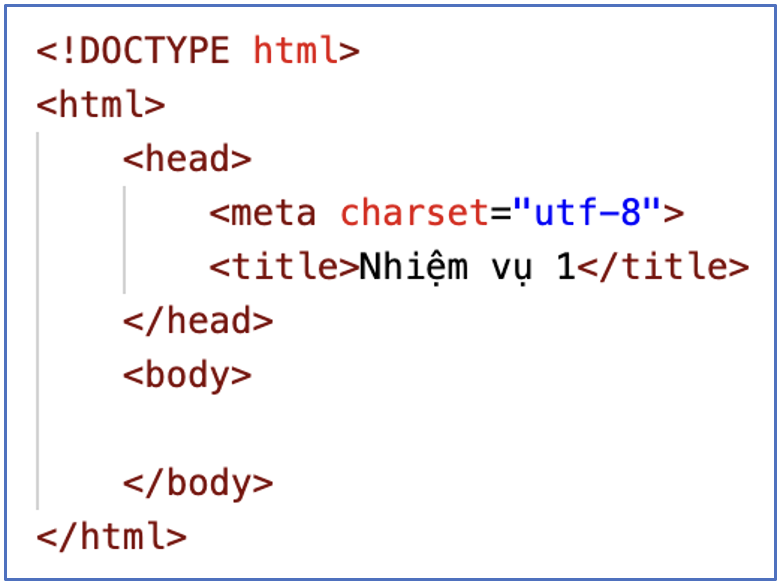 <!DOCTYPE html>
<html>
<head>
<meta charset="utf-8">
<title>Nhiệm vụ 1</title>
</head>
<body>
</body>
</html>